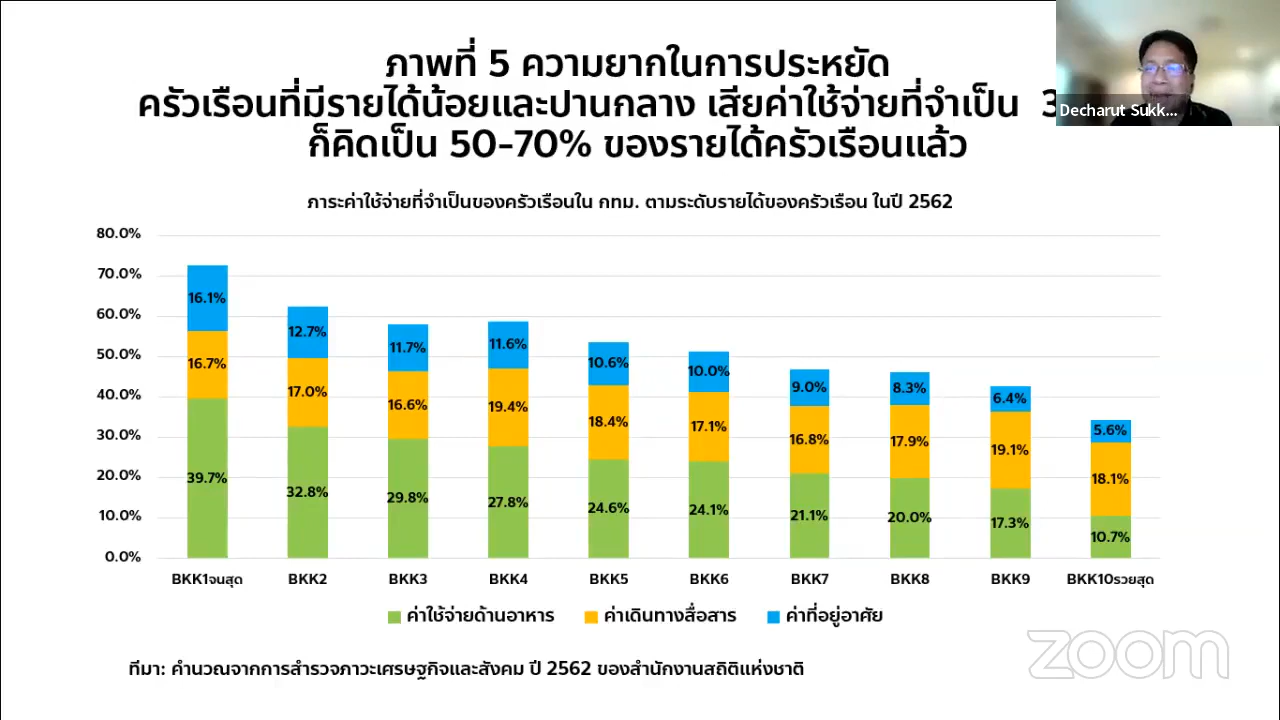 ภาพที่ 5 ความยากในการประหยัด
ครัวเรือนที่มีรายได้น้อยและปานกลาง เสียค่าใช้จ่ายที่จำเป็น 3
ก็คิดเป็น 50-70% ของรายได้ครัวเรือนแล้ว
Decharut Sukk...
ภาระค่าใช้จ่ายที่จำเป็นของครัวเรือนใน กทม. ตามระดับรายได้ของครัวเรือน ในปี 2562
80.0%
70.0%
60.0%
50.0%
40.0%
30.0%
20.0%
10.0%
0.0%
16.1% 12.7% 11.7% 11.6% 10.6% 10.0% 9.0% 8.3% 6.4% 5.6%
16.7% 17.0% 16.6% 19.4% 18.4% 17.1% 16.8% 17.9% 19.1% 18.1%
39.7% 32.8% 29.8% 27.8% 24.6% 24.1% 21.1% 20.0% 17.3% 10.7%
BKK1จนสุด BKK2 BKK3 BKK4 BKK5 BKK6 BKK7 BKK8 BKK9 BKK10รวยสุด
ค่าใช้จ่ายด้านอาหาร ค่าเดินทางสื่อสาร ค่าที่อยู่อาศัย
ทีมา: คำนวณจากการสำรวจภาวะเศรษฐกิจและสังคม ปี 2562 ของสำนักงานสถิติแห่งชาติ
zoom